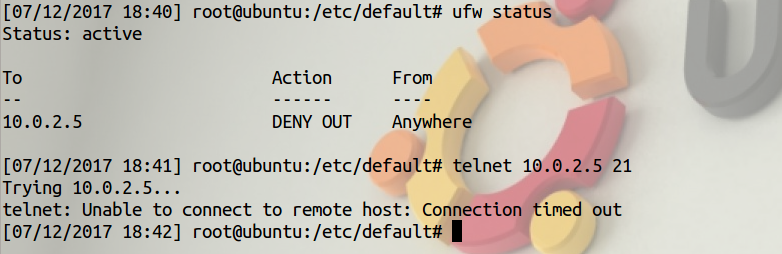 [07/12/2017 18:40] root@ubuntu:/etc/default# ufw status
Status: active
To Action From
-- ------ ----
10.0.2.5 DENY OUT Anywhere
[07/12/2017 18:41] root@ubuntu:/etc/default# telnet 10.0.2.5 21
Trying 10.0.2.5...
telnet: Unable to connect to remote host: Connection timed out
[07/12/2017 18:42] root@ubuntu:/etc/default#